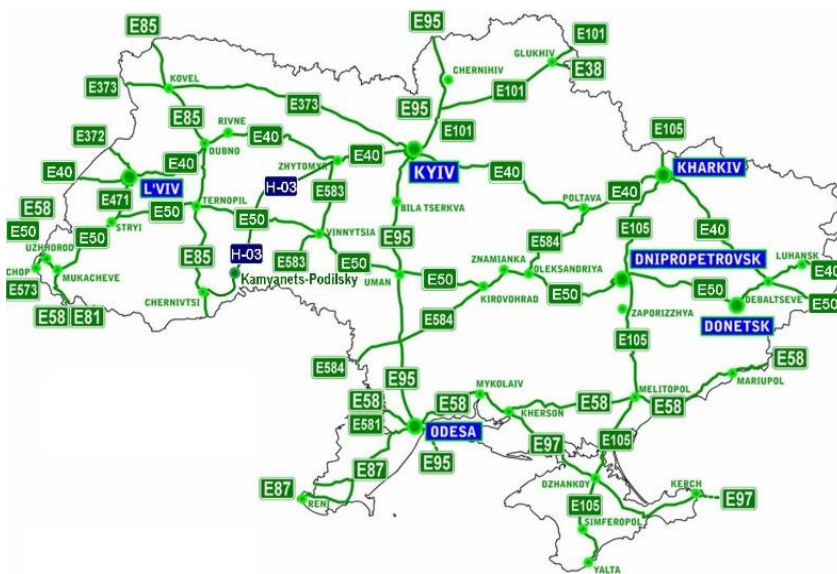 E85
E95
E101
GLUKHIV
E38
CHERNIHIV
E373
KOVEL
E373
E95
E101
E101
E85
RIVNE
E372
E40
DUBNO
ZHYTOMYR
E40
KYIV
E105
KHARKIV
E40
E40
L'VIV
H-03
E583
E40
E40
E471
E58
E50
STRYI
E50
TERNOPIL
E50
BILA TSERKVA
POLTAVA
E105
E40
E50
UZHHOROD
H-03
VINNYTSIA
E95
E584
CHOP
MUKACHEVE
E85
E583
E50
UMAN
ZNAMIANKA
OLEKSANDRIYA
DNIPROPETROVSK
LUHANSK
E40
E573
Kamyanets-Podilsky
E50
KIROVOHRAD
E50
E50
DEBALTSEVE
E50
CHERNIVTSI
E58
E81
E584
ZAPORIZZHYA
DONETSK
E584
E105
E58
E95
MARIUPOL
MYKOLAIV
MELITOPOL
E58
E58
E58
E58
KHERSON
E581
ODESA
E97
E105
E87
E95
E87
RENI
DZHANKOY
KERCH
E97
E105
SIMFEROPOL
YALTA